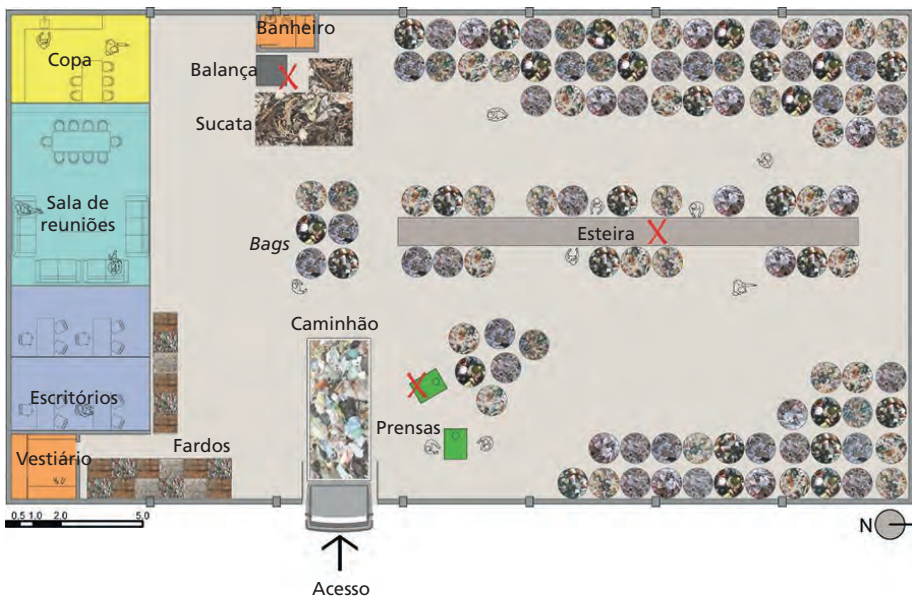 Banheiro
Copa
Balança
Sucata
Sala de
reuniões
Bags
Esteira
Caminhão
Escritórios
Prensas
Vestiário
Fardos
0,5 1,0 2,0 5,0
N
Acesso